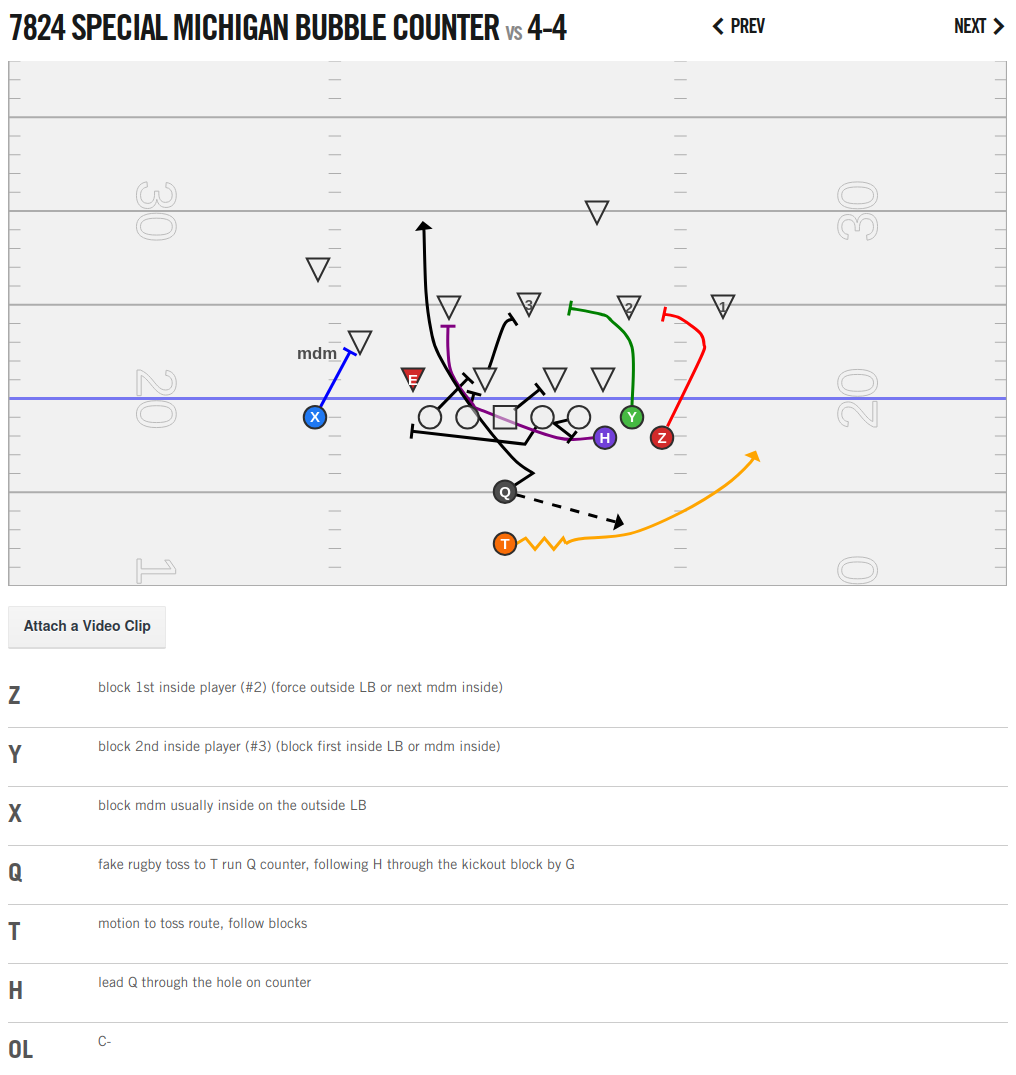 7824 SPECIAL MICHIGAN BUBBLE COUNTER VS 4-4
PREV
NEXT
30
30
3
2
1
mdm
E
20
20
X
Y
H
Z
Q
T
1
0
Attach a Video Clip
Z block 1st inside player (#2) (force outside LB or next mdm inside)
Y block 2nd inside player (#3) (block first inside LB or mdm inside)
X block mdm usually inside on the outside LB
Q fake rugby toss to T run Q counter, following H through the kickout block by G
T motion to toss route, follow blocks
H lead Q through the hole on counter
OL C-